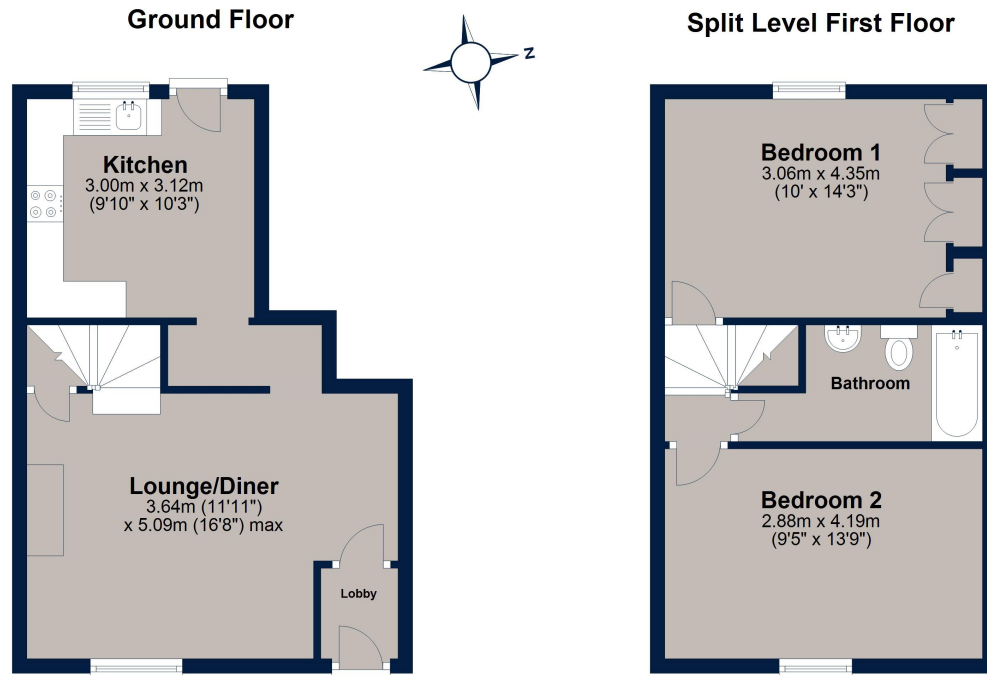 Ground Floor
Split Level First Floor
Z
Kitchen
3.00m x 3.12m
(9'10" x 10'3")
Bedroom 1
3.06m x 4.35m
(10' x 14'3")
Bathroom
Lounge/Diner
3.64m (11'11")
x 5.09m (16'8") max
Bedroom 2
2.88m x 4.19m
(9'5" x 13'9")
Lobby